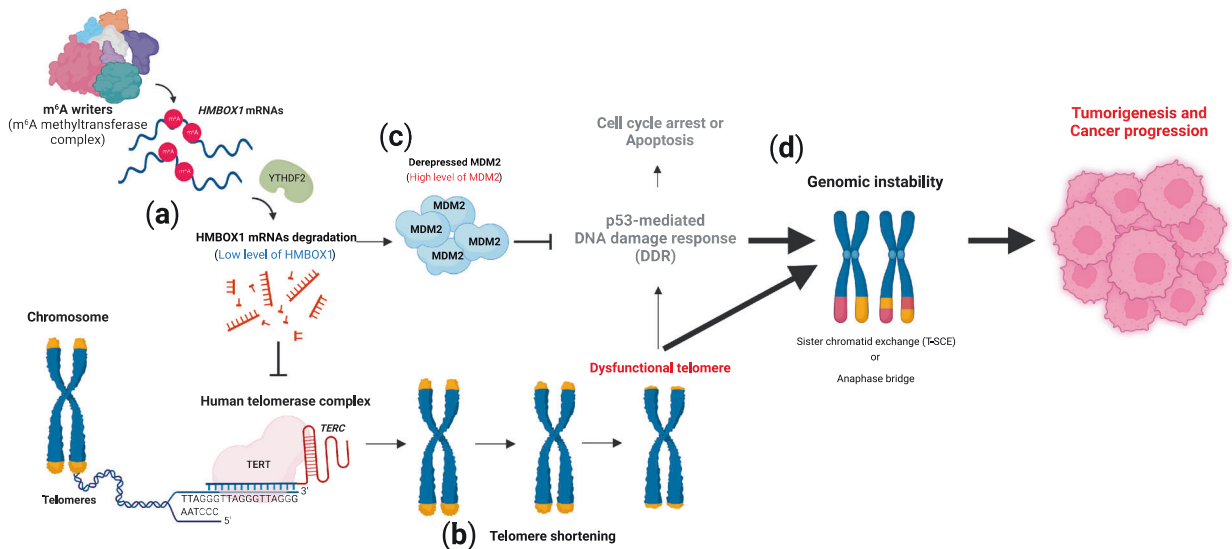 m⁶A writers
(m⁶A methyltransferase
complex)
HMBOX1 mRNAs
m⁶A
m⁶A
m⁶A
m⁶A
YTHDF2
(a)
HMBOX1 mRNAs degradation
(Low level of HMBOX1)
(c)
Derepressed MDM2
(High level of MDM2)
MDM2
MDM2
MDM2
MDM2
Cell cycle arrest or
Apoptosis
p53-mediated
DNA damage response
(DDR)
(d)
Genomic instability
Sister chromatid exchange (T-SCE)
or
Anaphase bridge
Tumorigenesis and
Cancer progression
Chromosome
Telomeres
Human telomerase complex
TERC
TERT
3'
TTAGGGTTAGGGTTAGGG
AATCCC
5'
Dysfunctional telomere
(b)
Telomere shortening